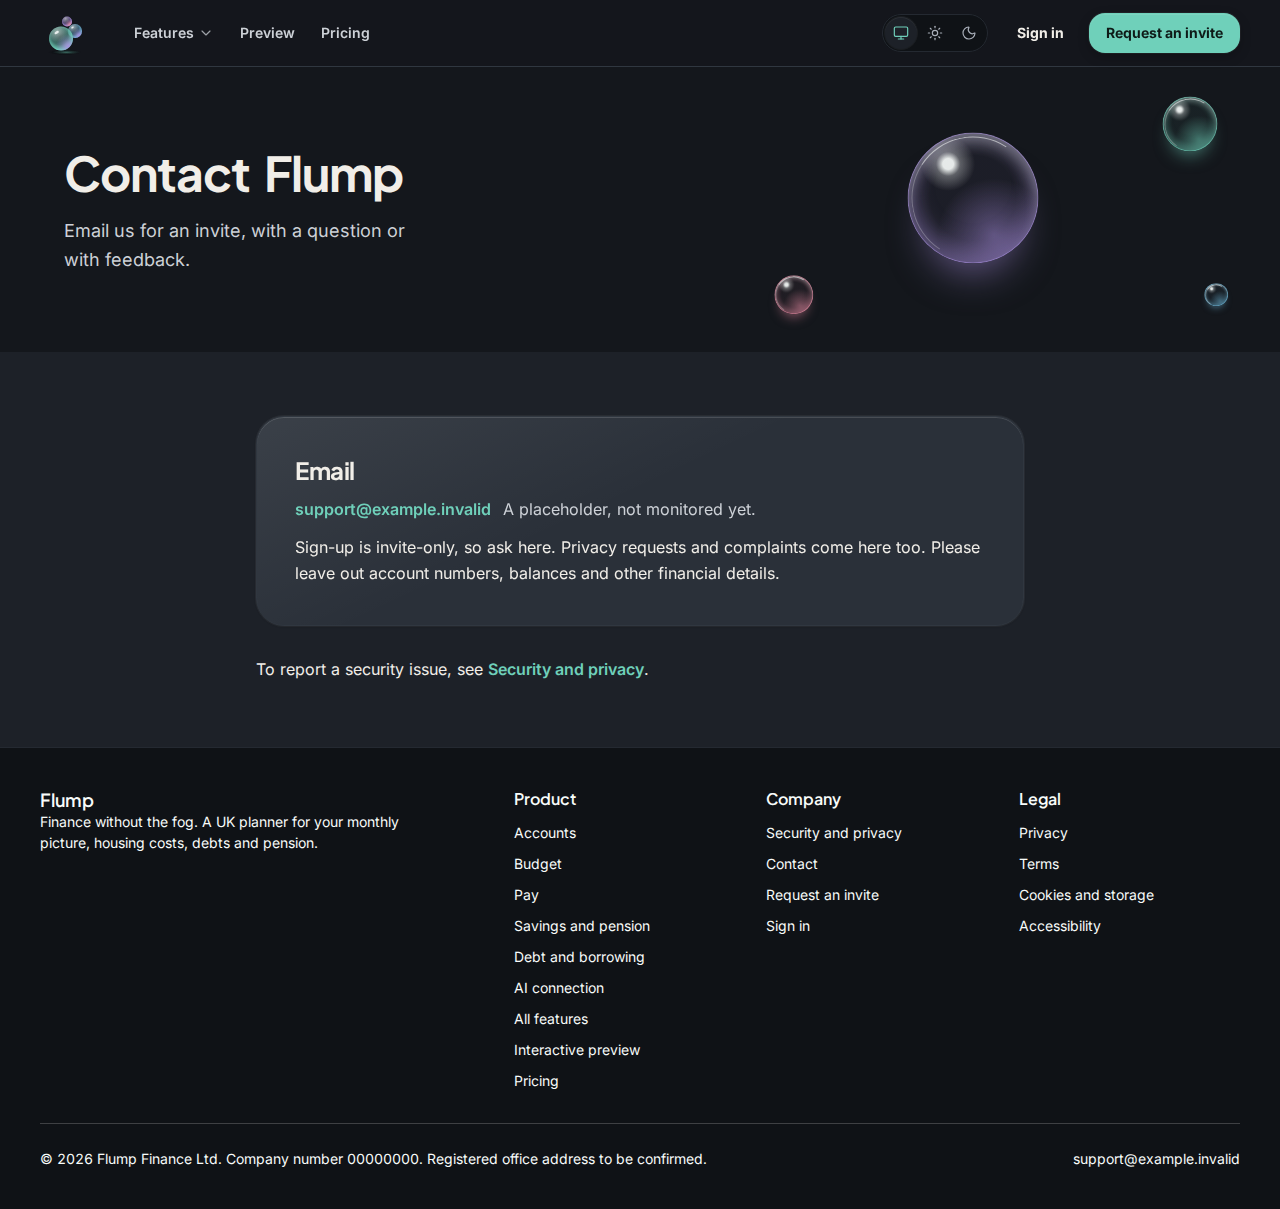 Features
Preview
Pricing
Sign in
Request an invite
Contact Flump
Email us for an invite, with a question or
with feedback.
Email
support@example.invalid A placeholder, not monitored yet.
Sign-up is invite-only, so ask here. Privacy requests and complaints come here too. Please
leave out account numbers, balances and other financial details.
To report a security issue, see Security and privacy.
Flump
Finance without the fog. A UK planner for your monthly
picture, housing costs, debts and pension.
Product
Accounts
Budget
Pay
Savings and pension
Debt and borrowing
AI connection
All features
Interactive preview
Pricing
Company
Security and privacy
Contact
Request an invite
Sign in
Legal
Privacy
Terms
Cookies and storage
Accessibility
© 2026 Flump Finance Ltd. Company number 00000000. Registered office address to be confirmed.
support@example.invalid